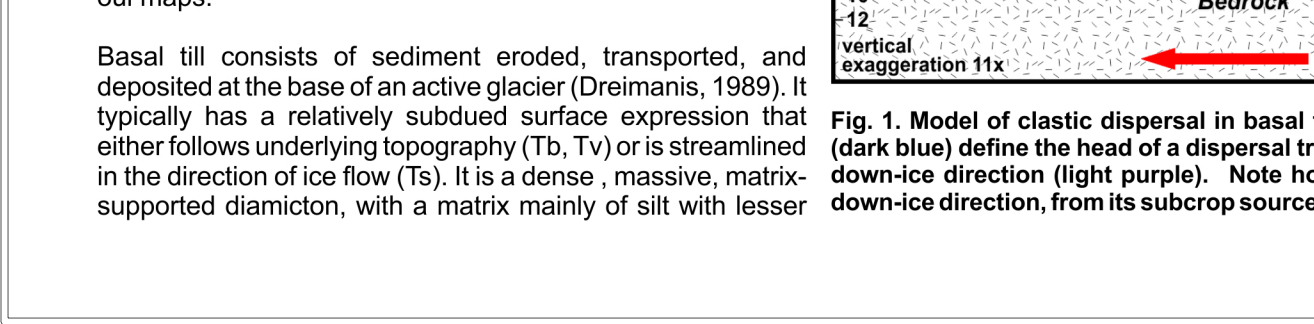 our maps.
Basal till consists of sediment eroded, transported, and
deposited at the base of an active glacier (Dreimanis, 1989). It
typically has a relatively subdued surface expression that
either follows underlying topography (Tb, Tv) or is streamlined
in the direction of ice flow (Ts). It is a dense , massive, matrix-
supported diamicton, with a matrix mainly of silt with lesser
Bedrock
12
vertical
exaggeration 11x
Fig. 1. Model of clastic dispersal in basal
(dark blue) define the head of a dispersal
down-ice direction (light purple). Note
down-ice direction, from its subcrop source